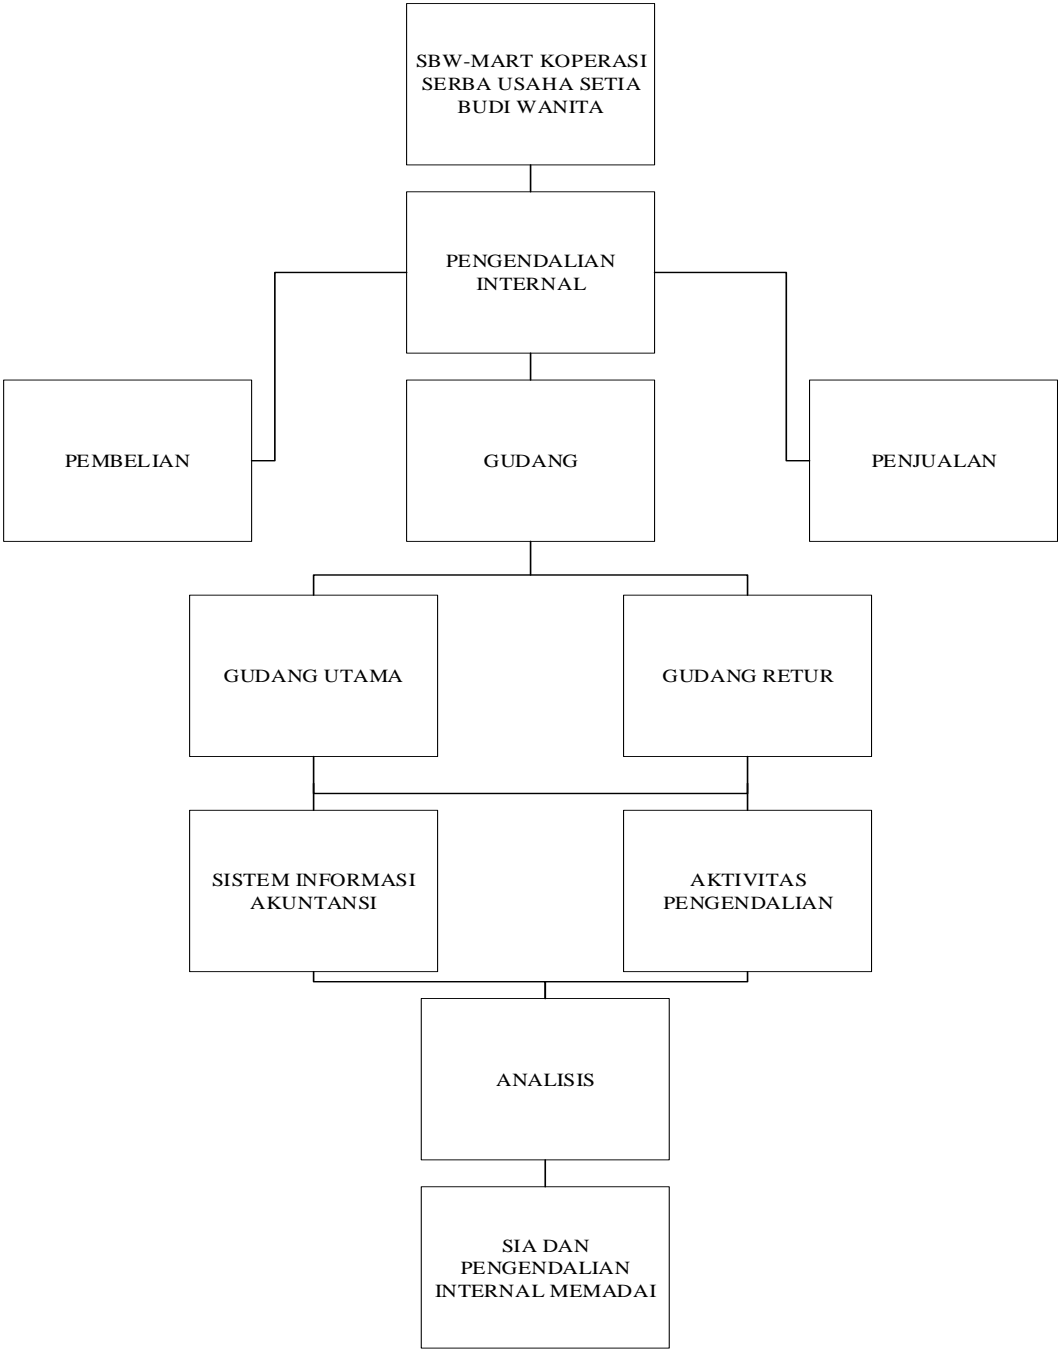 SBW-MART KOPERASI
SERBA USAHA SETIA
BUDI WANITA
PENGENDALIAN
INTERNAL
PEMBELIAN
GUDANG
PENJUALAN
GUDANG UTAMA
GUDANG RETUR
SISTEM INFORMASI
AKUNTANSI
AKTIVITAS
PENGENDALIAN
ANALISIS
SIA DAN
PENGENDALIAN
INTERNAL MEMADAI